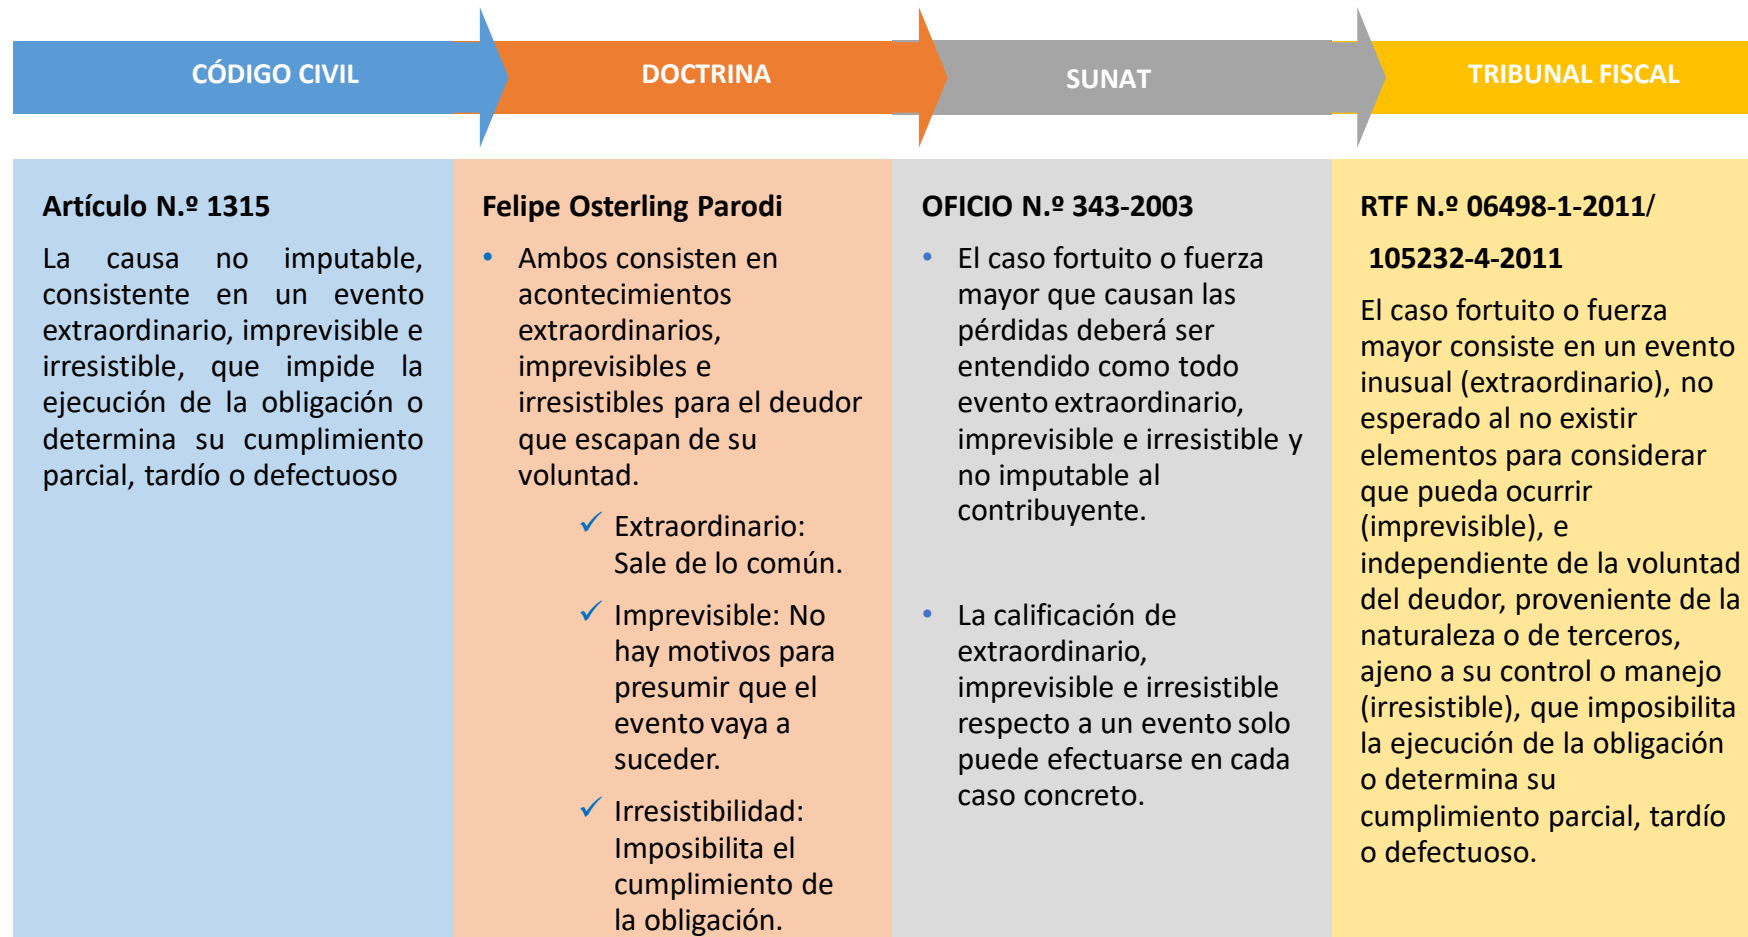 CÓDIGO CIVIL
DOCTRINA
SUNAT
TRIBUNAL FISCAL
Artículo N.º 1315
La causa no imputable,
consistente en un evento
extraordinario, imprevisible e
irresistible, que impide la
ejecución de la obligación o
determina su cumplimiento
parcial, tardío o defectuoso
Felipe Osterling Parodi
• Ambos consisten en
acontecimientos
extraordinarios,
imprevisibles e
irresistibles para el deudor
que escapan de su
voluntad.
✓ Extraordinario:
Sale de lo común.
✓ Imprevisible: No
hay motivos para
presumir que el
evento vaya a
suceder.
✓ Irresistibilidad:
Imposibilita el
cumplimiento de
la obligación.
OFICIO N.º 343-2003
• El caso fortuito o fuerza
mayor que causan las
pérdidas deberá ser
entendido como todo
evento extraordinario,
imprevisible e irresistible y
no imputable al
contribuyente.
• La calificación de
extraordinario,
imprevisible e irresistible
respecto a un evento solo
puede efectuarse en cada
caso concreto.
RTF N.º 06498-1-2011/
105232-4-2011
El caso fortuito o fuerza
mayor consiste en un evento
inusual (extraordinario), no
esperado al no existir
elementos para considerar
que pueda ocurrir
(imprevisible), e
independiente de la voluntad
del deudor, proveniente de la
naturaleza o de terceros,
ajeno a su control o manejo
(irresistible), que imposibilita
la ejecución de la obligación
o determina su
cumplimiento parcial, tardío
o defectuoso.